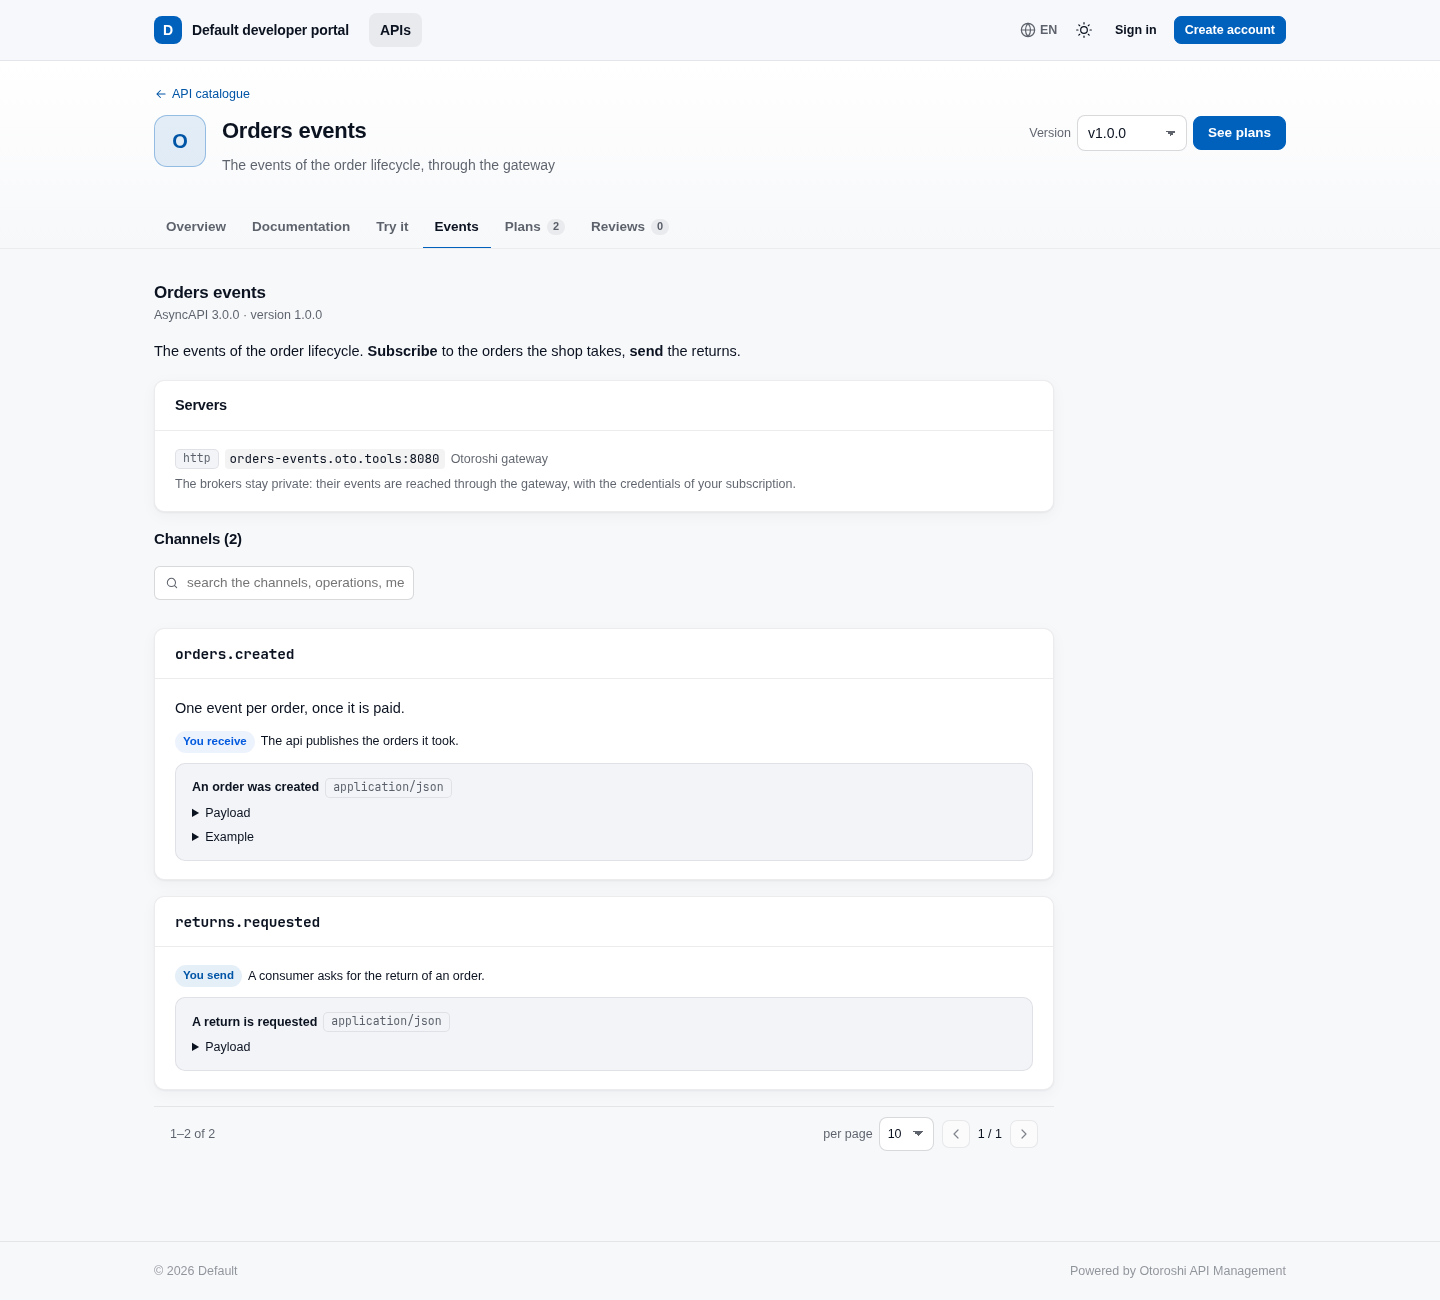 D Default developer portal APIs EN Sign in Create account
API catalogue
O Orders events Version v1.0.0 See plans
The events of the order lifecycle, through the gateway
Overview Documentation Try it Events Plans 2 Reviews 0
Orders events
AsyncAPI 3.0.0 · version 1.0.0
The events of the order lifecycle. Subscribe to the orders the shop takes, send the returns.
Servers
http orders-events.oto.tools:8080 Otoroshi gateway
The brokers stay private: their events are reached through the gateway, with the credentials of your subscription.
Channels (2)
search the channels, operations, me
orders.created
One event per order, once it is paid.
You receive The api publishes the orders it took.
An order was created application/json
Payload
Example
returns.requested
You send A consumer asks for the return of an order.
A return is requested application/json
Payload
1–2 of 2 per page 10 1 / 1
© 2026 Default Powered by Otoroshi API Management